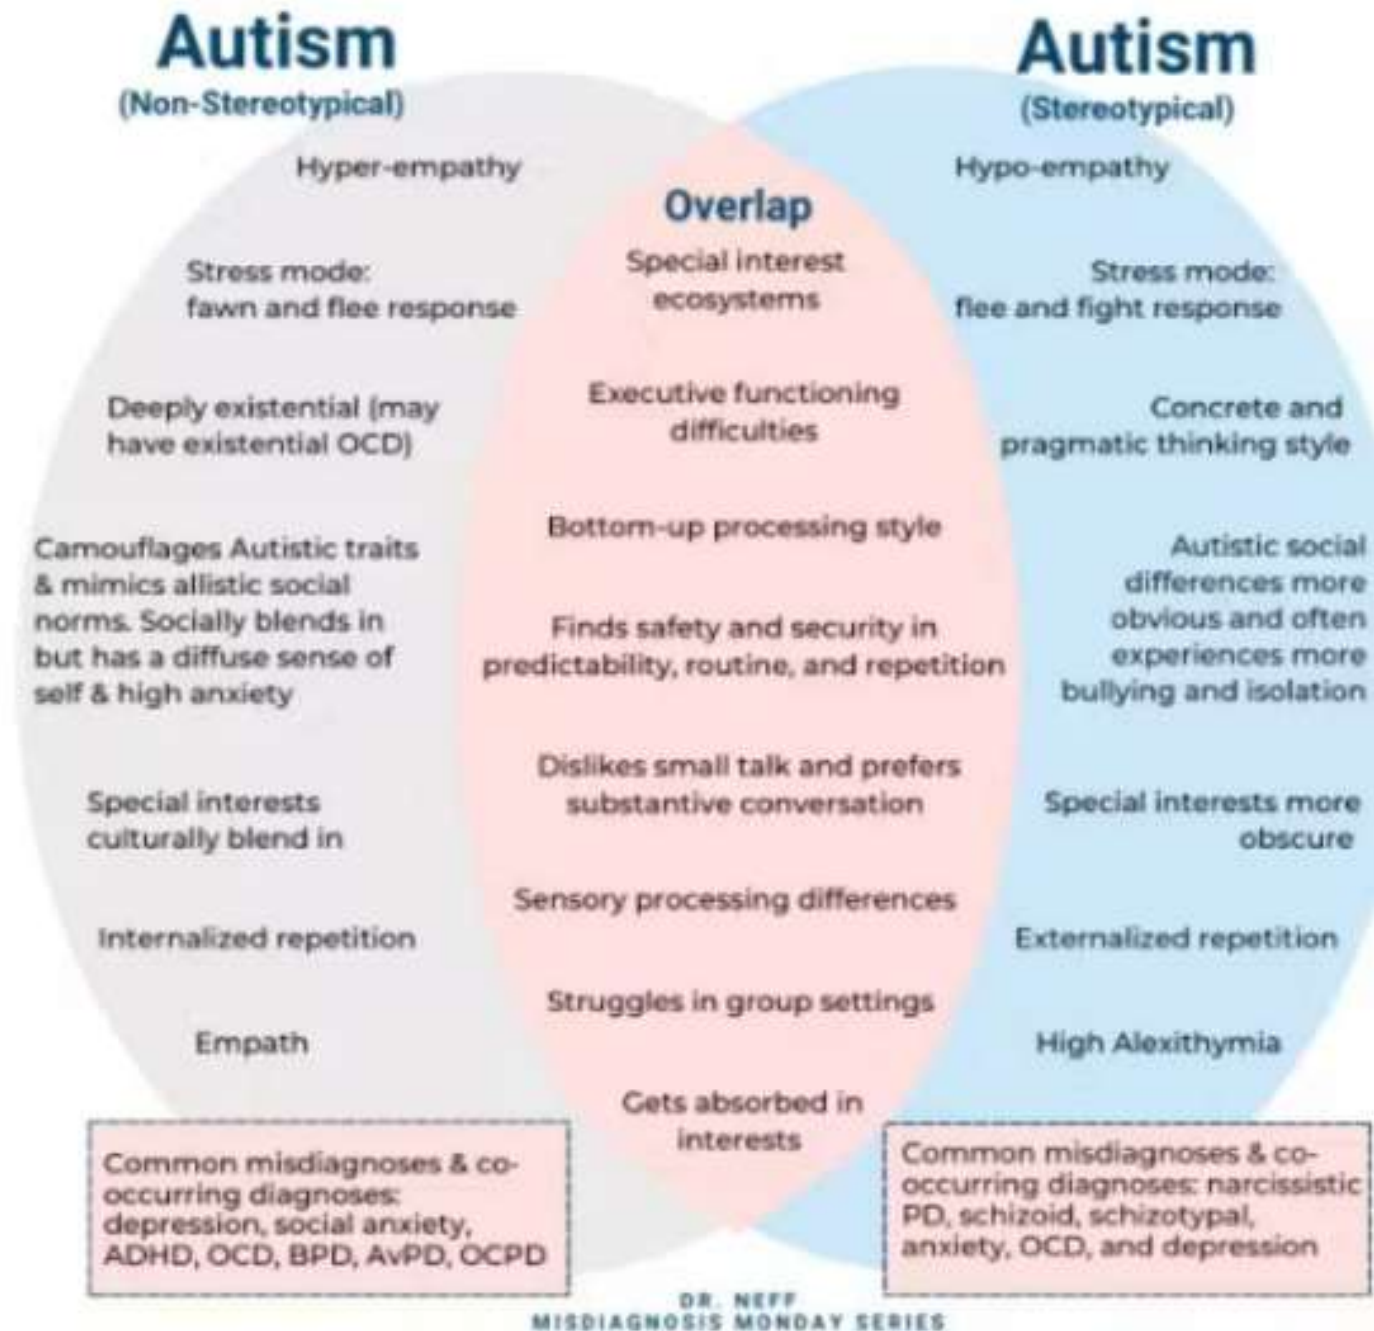 Autism
(Non-Stereotypical)
Hyper-empathy
Stress mode:
fawn and flee response
Deeply existential (may
have existential OCD)
Camouflages Autistic traits
& mimics allistic social
norms. Socially blends in
but has a diffuse sense of
self & high anxiety
Special interests
culturally blend in
Internalized repetition
Empath
Common misdiagnoses & co-
occurring diagnoses:
depression, social anxiety,
ADHD, OCD, BPD, AvPD, OCPD
Overlap
Special interest
ecosystems
Executive functioning
difficulties
Bottom-up processing style
Finds safety and security in
predictability, routine, and repetition
Dislikes small talk and prefers
substantive conversation
Sensory processing differences
Struggles in group settings
Gets absorbed in
interests
Autism
(Stereotypical)
Hypo-empathy
Stress mode:
flee and fight response
Concrete and
pragmatic thinking style
Autistic social
differences more
obvious and often
experiences more
bullying and isolation
Special interests more
obscure
Externalized repetition
High Alexithymia
Common misdiagnoses & co-
occurring diagnoses: narcissistic
PD, schizoid, schizotypal,
anxiety, OCD, and depression
DR. NEFF
MISDIAGNOSIS MONDAY SERIES